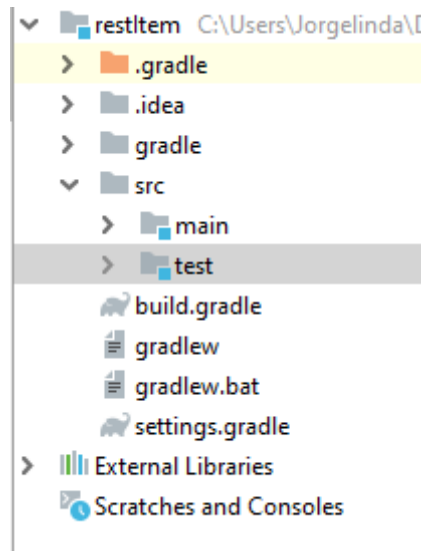 restItem C:\Users\Jorgelinda\D
.gradle
.idea
gradle
src
main
test
build.gradle
gradlew
gradlew.bat
settings.gradle
External Libraries
Scratches and Consoles